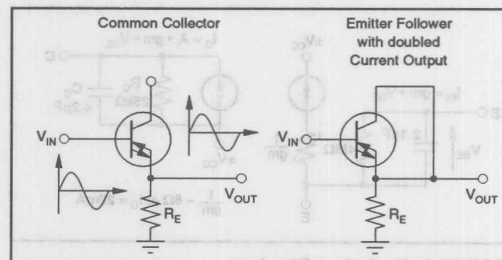 Common Collector
Emitter Follower
with doubled
Current Output
V_IN
V_OUT
R_E
V_IN
V_OUT
R_E